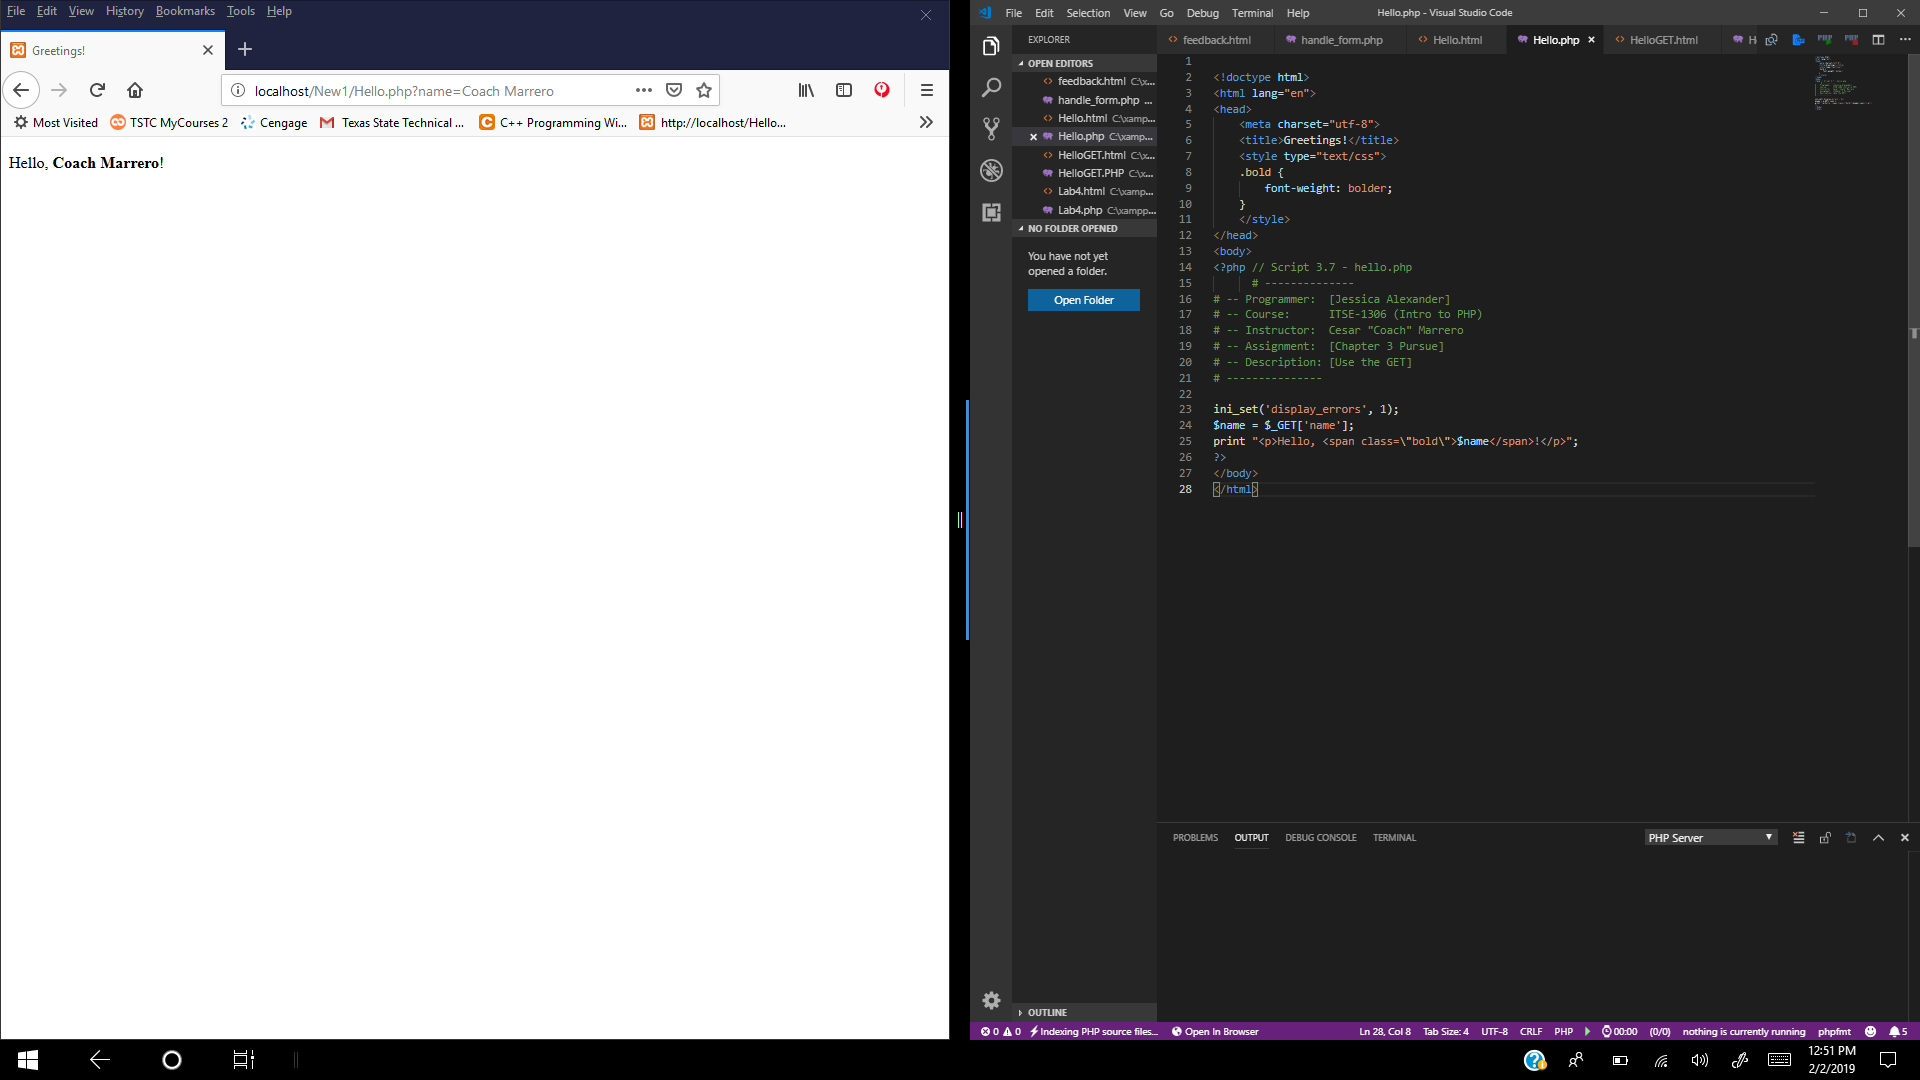 File Edit View History Bookmarks Tools Help
Greetings!
localhost/New1/Hello.php?name=Coach Marrero
Most Visited TSTC MyCourses 2 Cengage Texas State Technical ... C++ Programming Wi... http://localhost/Hello...
Hello, Coach Marrero!
File Edit Selection View Go Debug Terminal Help Hello.php - Visual Studio Code
EXPLORER
feedback.html handle_form.php Hello.html Hello.php HelloGET.html
OPEN EDITORS
feedback.html C:\x...
handle_form.php ...
Hello.html C:\xamp...
Hello.php C:\xamp...
HelloGET.html C:\x...
HelloGET.PHP C:\x...
Lab4.html C:\xamp...
Lab4.php C:\xampp...
NO FOLDER OPENED
You have not yet
opened a folder.
Open Folder
OUTLINE
1
2 <!doctype html>
3 <html lang="en">
4 <head>
5 <meta charset="utf-8">
6 <title>Greetings!</title>
7 <style type="text/css">
8 .bold {
9 font-weight: bolder;
10 }
11 </style>
12 </head>
13 <body>
14 <?php // Script 3.7 - hello.php
15 # --------------
16 # -- Programmer: [Jessica Alexander]
17 # -- Course: ITSE-1306 (Intro to PHP)
18 # -- Instructor: Cesar "Coach" Marrero
19 # -- Assignment: [Chapter 3 Pursue]
20 # -- Description: [Use the GET]
21 # ---------------
22
23 ini_set('display_errors', 1);
24 $name = $_GET['name'];
25 print "<p>Hello, <span class=\"bold\">$name</span>!</p>";
26 ?>
27 </body>
28 </html>
PROBLEMS OUTPUT DEBUG CONSOLE TERMINAL PHP Server
0 0 Indexing PHP source files... Open In Browser Ln 28, Col 8 Tab Size: 4 UTF-8 CRLF PHP 00:00 (0/0) nothing is currently running phpfmt 5
12:51 PM
2/2/2019